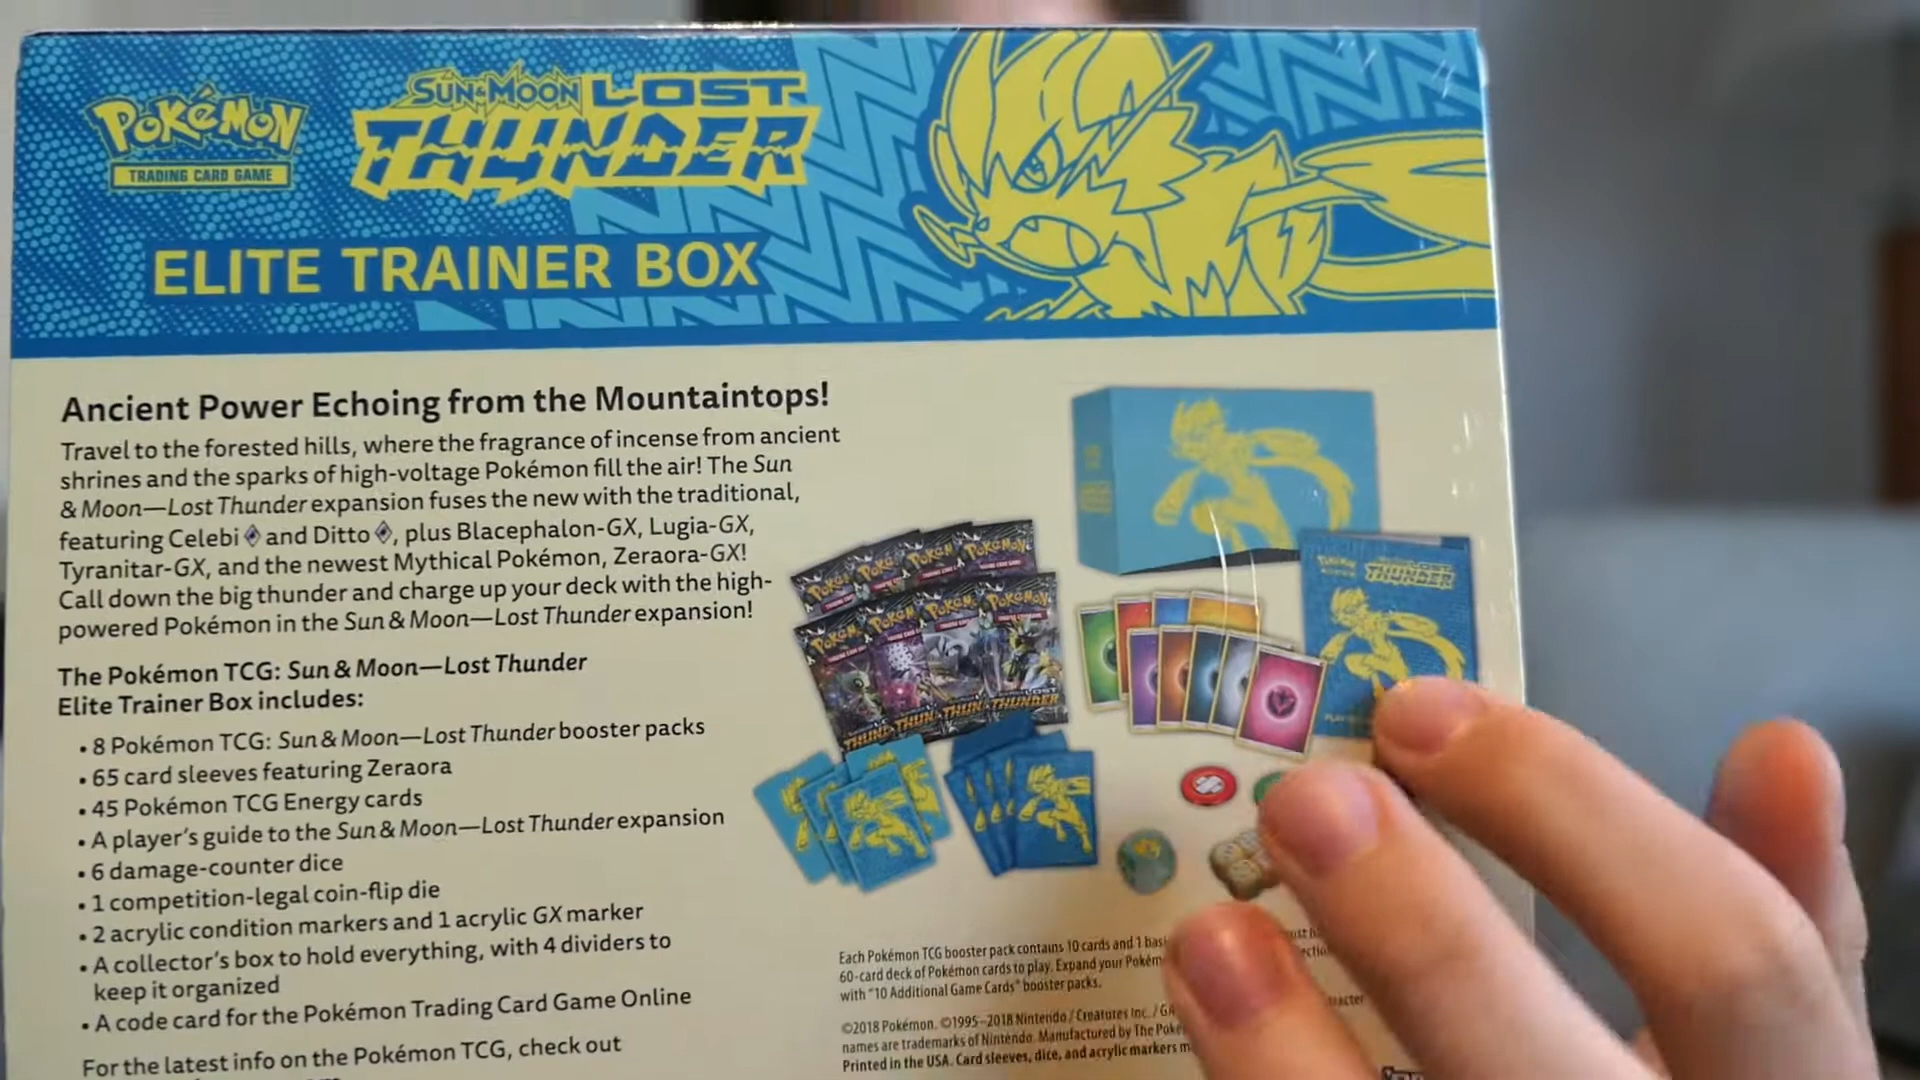 Pokémon
TRADING CARD GAME
SUN & MOON LOST
THUNDER
ELITE TRAINER BOX
Ancient Power Echoing from the Mountaintops!
Travel to the forested hills, where the fragrance of incense from ancient
shrines and the sparks of high-voltage Pokémon fill the air! The Sun
& Moon—Lost Thunder expansion fuses the new with the traditional,
featuring Celebi and Ditto, plus Blacephalon-GX, Lugia-GX,
Tyranitar-GX, and the newest Mythical Pokémon, Zeraora-GX!
Call down the big thunder and charge up your deck with the high-
powered Pokémon in the Sun & Moon—Lost Thunder expansion!
The Pokémon TCG: Sun & Moon—Lost Thunder
Elite Trainer Box includes:
• 8 Pokémon TCG: Sun & Moon—Lost Thunder booster packs
• 65 card sleeves featuring Zeraora
• 45 Pokémon TCG Energy cards
• A player's guide to the Sun & Moon—Lost Thunder expansion
• 6 damage-counter dice
• 1 competition-legal coin-flip die
• 2 acrylic condition markers and 1 acrylic GX marker
• A collector's box to hold everything, with 4 dividers to
keep it organized
• A code card for the Pokémon Trading Card Game Online
For the latest info on the Pokémon TCG, check out
Pokémon
LOST
THUNDER
Pokémon Pokémon
LOST
THUNDER
Each Pokémon TCG booster pack contains 10 cards and 1
60-card deck of Pokémon cards to play. Expand your
with "10 Additional Game Cards" booster packs.
©2018 Pokémon. ©1995–2018 Nintendo / Creatures Inc. /
names are trademarks of Nintendo. Manufactured by The
Printed in the USA. Card sleeves, dice, and acrylic markers